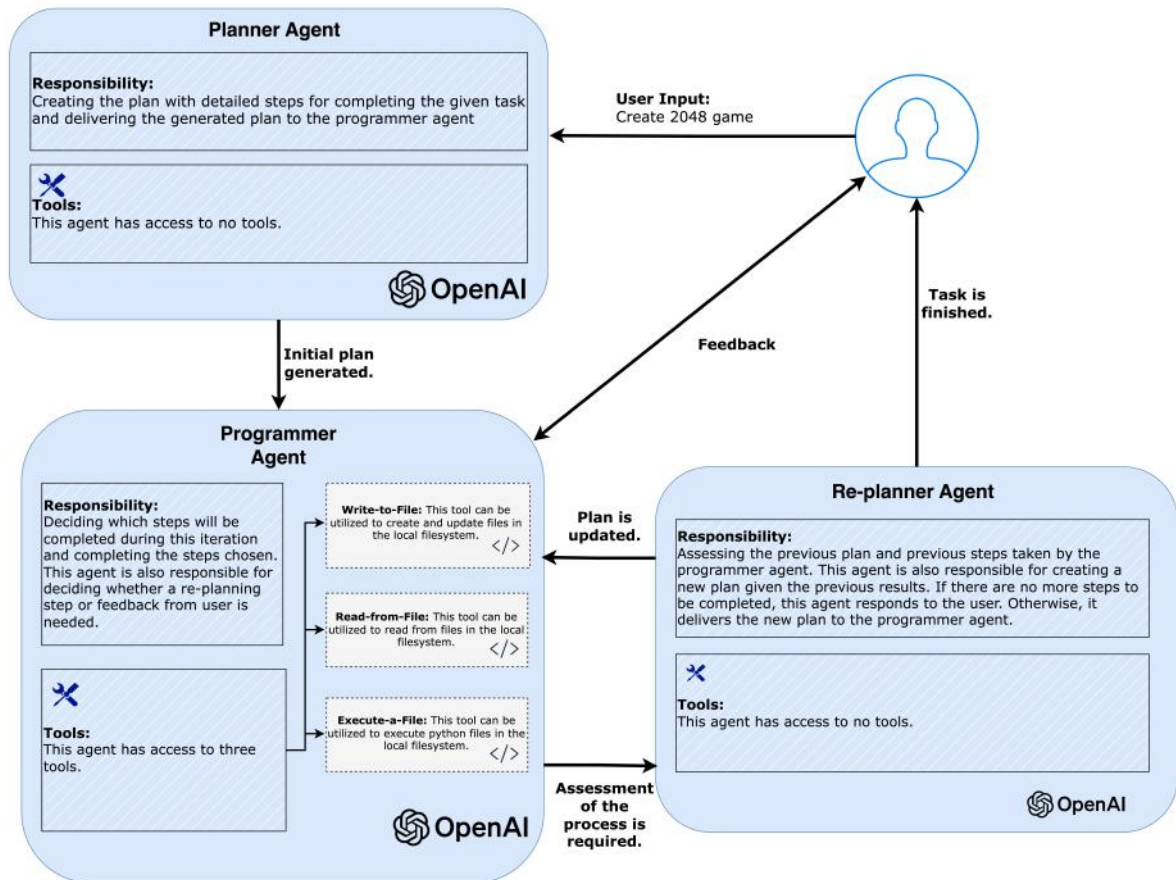 Planner Agent
Responsibility:
Creating the plan with detailed steps for completing the given task
and delivering the generated plan to the programmer agent
Tools:
This agent has access to no tools.
OpenAI
User Input:
Create 2048 game
Initial plan
generated.
Feedback
Task is
finished.
Programmer
Agent
Responsibility:
Deciding which steps will be
completed during this iteration
and completing the steps chosen.
This agent is also responsible for
deciding whether a re-planning
step or feedback from user is
needed.
Tools:
This agent has access to three
tools.
Write-to-File: This tool can be
utilized to create and update files in
the local filesystem.
</>
Read-from-File: This tool can be
utilized to read from files in the local
filesystem.
</>
Execute-a-File: This tool can be
utilized to execute python files in the
local filesystem.
</>
OpenAI
Plan is
updated.
Assessment
of the
process is
required.
Re-planner Agent
Responsibility:
Assessing the previous plan and previous steps taken by the
programmer agent. This agent is also responsible for creating a
new plan given the previous results. If there are no more steps to
be completed, this agent responds to the user. Otherwise, it
delivers the new plan to the programmer agent.
Tools:
This agent has access to no tools.
OpenAI